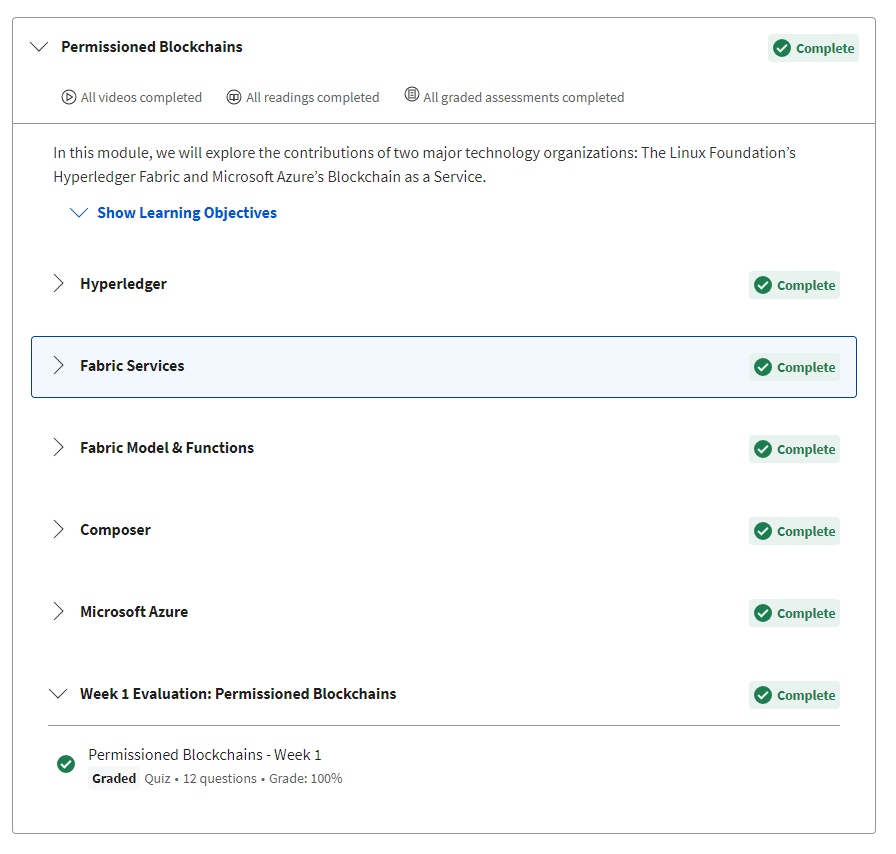 Permissioned Blockchains
Complete
All videos completed
All readings completed
All graded assessments completed
In this module, we will explore the contributions of two major technology organizations: The Linux Foundation’s
Hyperledger Fabric and Microsoft Azure’s Blockchain as a Service.
Show Learning Objectives
Hyperledger
Complete
Fabric Services
Complete
Fabric Model & Functions
Complete
Composer
Complete
Microsoft Azure
Complete
Week 1 Evaluation: Permissioned Blockchains
Complete
Permissioned Blockchains - Week 1
Graded Quiz • 12 questions • Grade: 100%